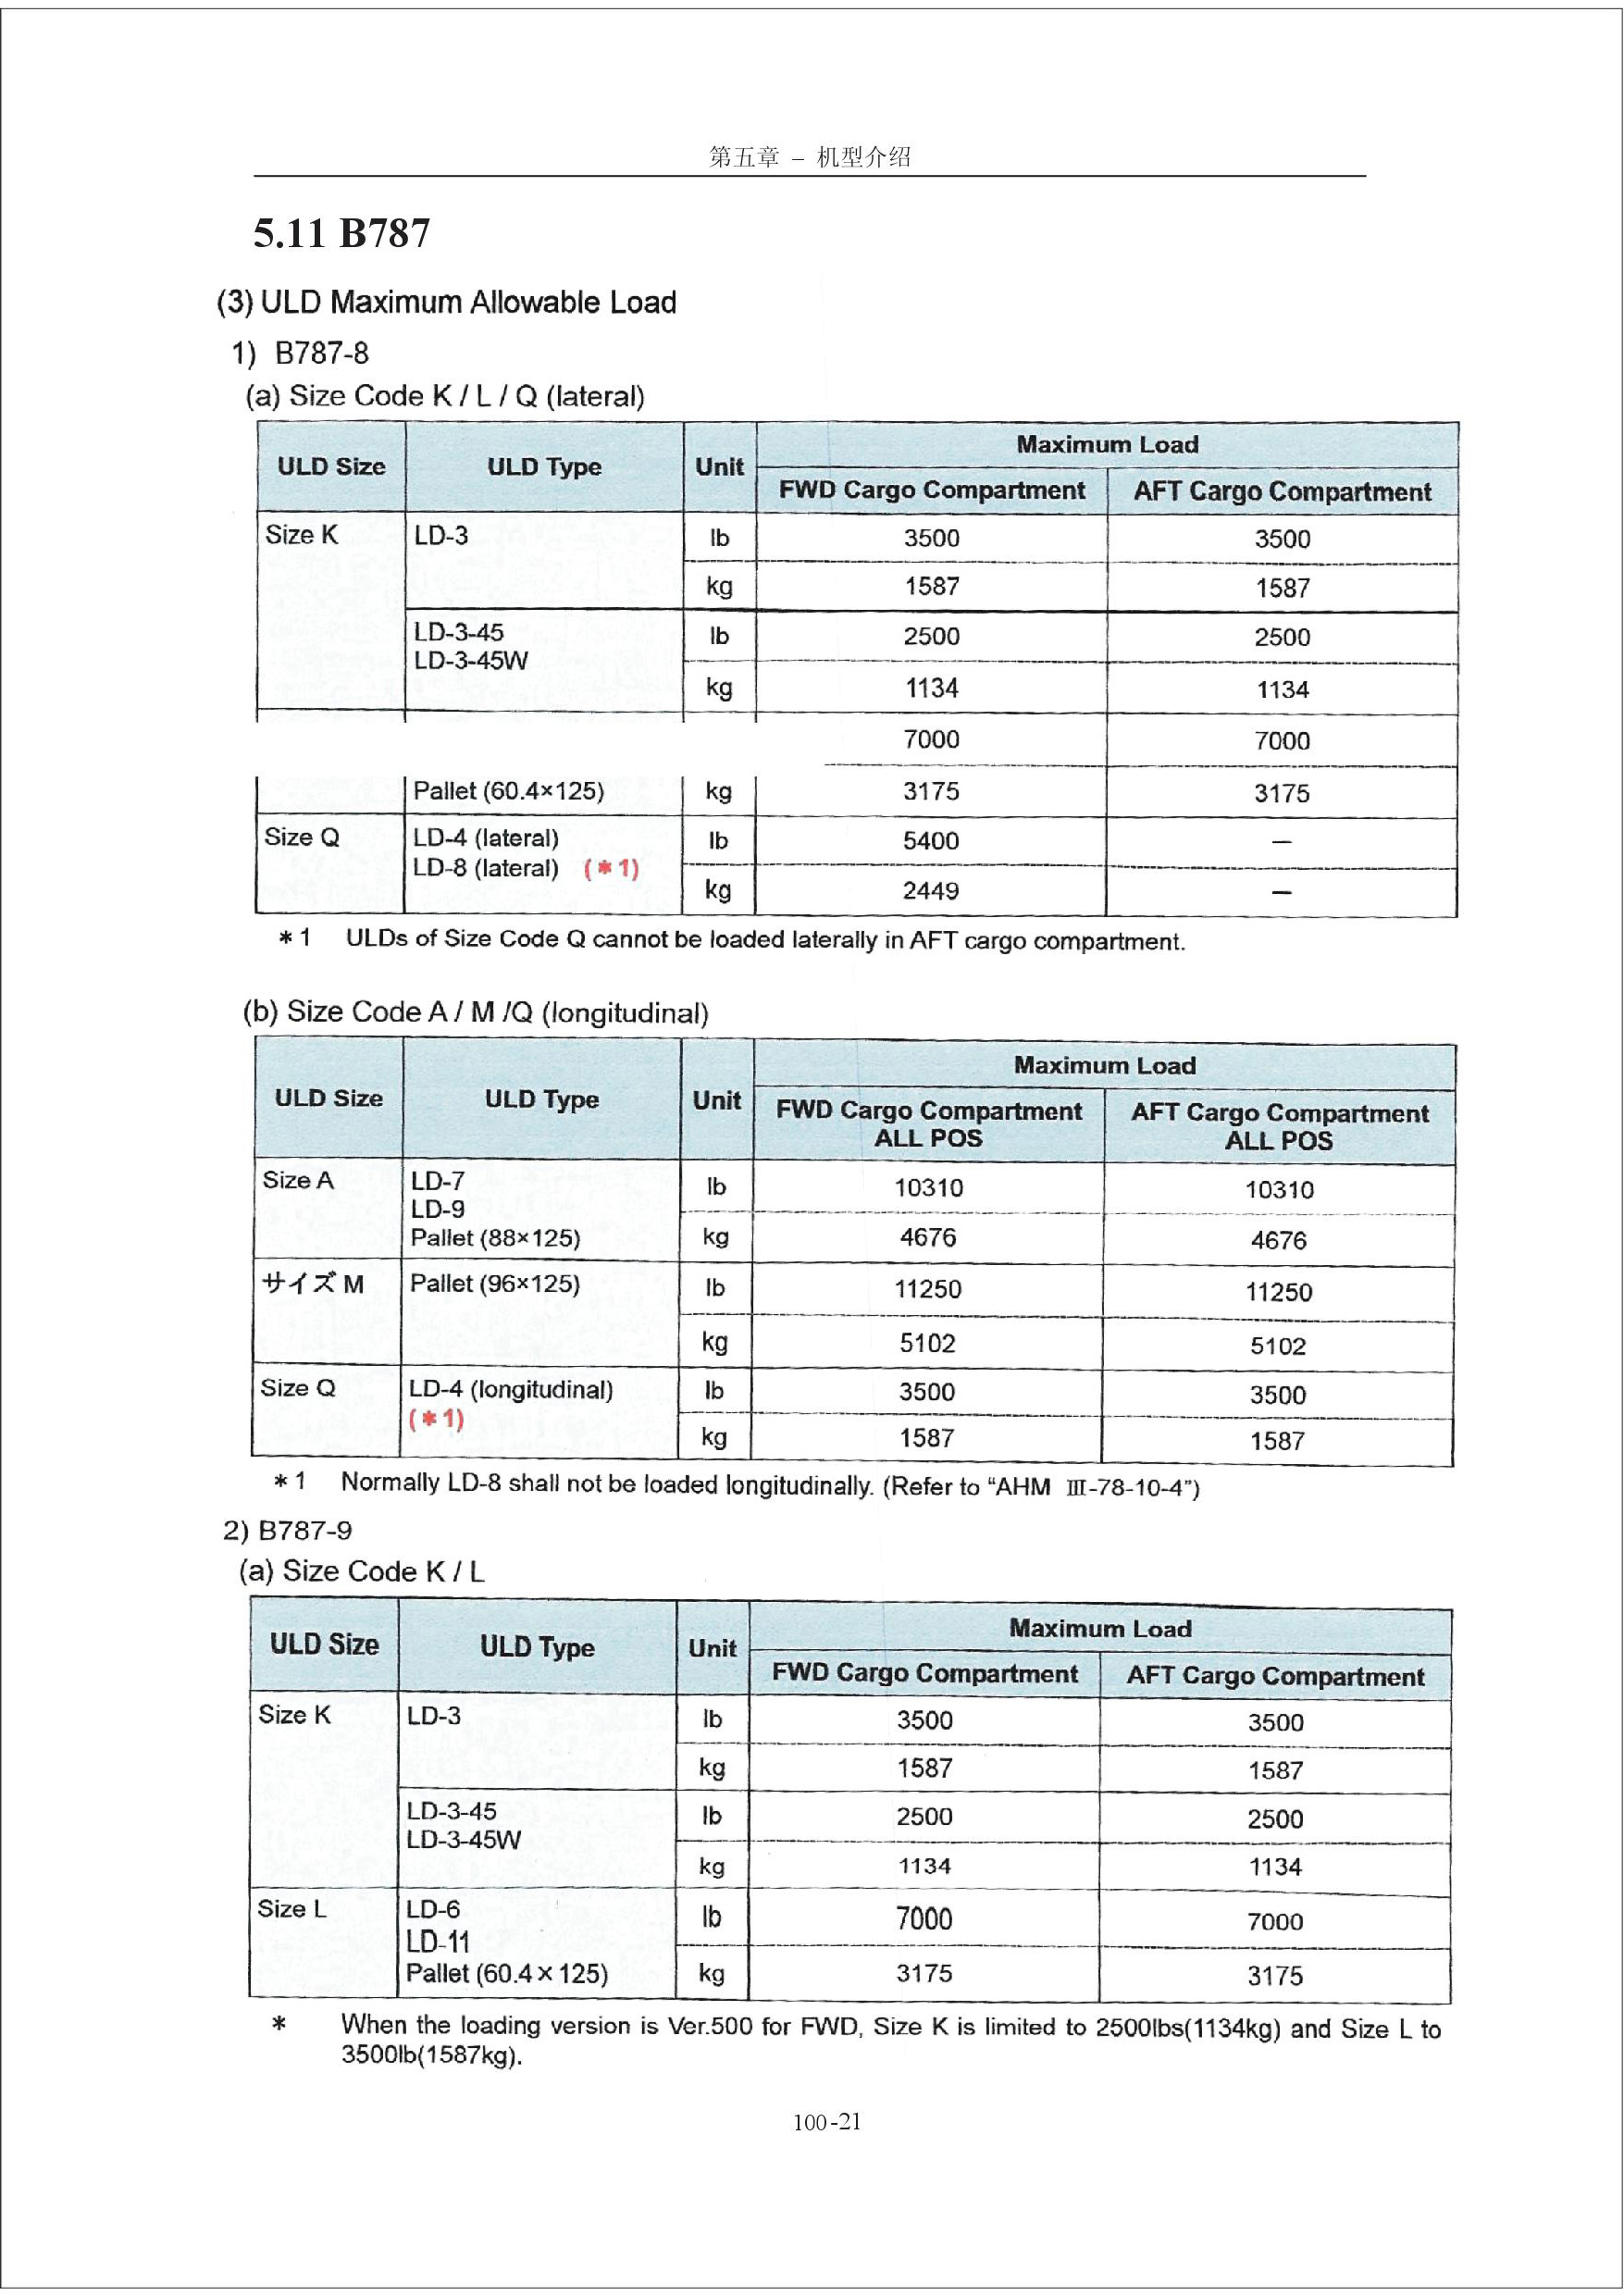 第五章 – 机型介绍
5.11 B787
(3) ULD Maximum Allowable Load
1) B787-8
(a) Size Code K / L / Q (lateral)
ULD Size ULD Type Unit Maximum Load
FWD Cargo Compartment AFT Cargo Compartment
Size K LD-3 lb 3500 3500
kg 1587 1587
LD-3-45 lb 2500 2500
LD-3-45W
kg 1134 1134
7000 7000
Pallet (60.4×125) kg 3175 3175
Size Q LD-4 (lateral) lb 5400 –
LD-8 (lateral) (＊1)
kg 2449 –
＊1 ULDs of Size Code Q cannot be loaded laterally in AFT cargo compartment.
(b) Size Code A / M /Q (longitudinal)
ULD Size ULD Type Unit Maximum Load
FWD Cargo Compartment AFT Cargo Compartment
ALL POS ALL POS
Size A LD-7 lb 10310 10310
LD-9
Pallet (88×125) kg 4676 4676
サイズ M Pallet (96×125) lb 11250 11250
kg 5102 5102
Size Q LD-4 (longitudinal) lb 3500 3500
(＊1)
kg 1587 1587
＊1 Normally LD-8 shall not be loaded longitudinally. (Refer to “AHM Ⅲ-78-10-4”)
2) B787-9
(a) Size Code K / L
ULD Size ULD Type Unit Maximum Load
FWD Cargo Compartment AFT Cargo Compartment
Size K LD-3 lb 3500 3500
kg 1587 1587
LD-3-45 lb 2500 2500
LD-3-45W
kg 1134 1134
Size L LD-6 lb 7000 7000
LD-11
Pallet (60.4×125) kg 3175 3175
＊ When the loading version is Ver.500 for FWD, Size K is limited to 2500lbs(1134kg) and Size L to
3500lb(1587kg).
100-21